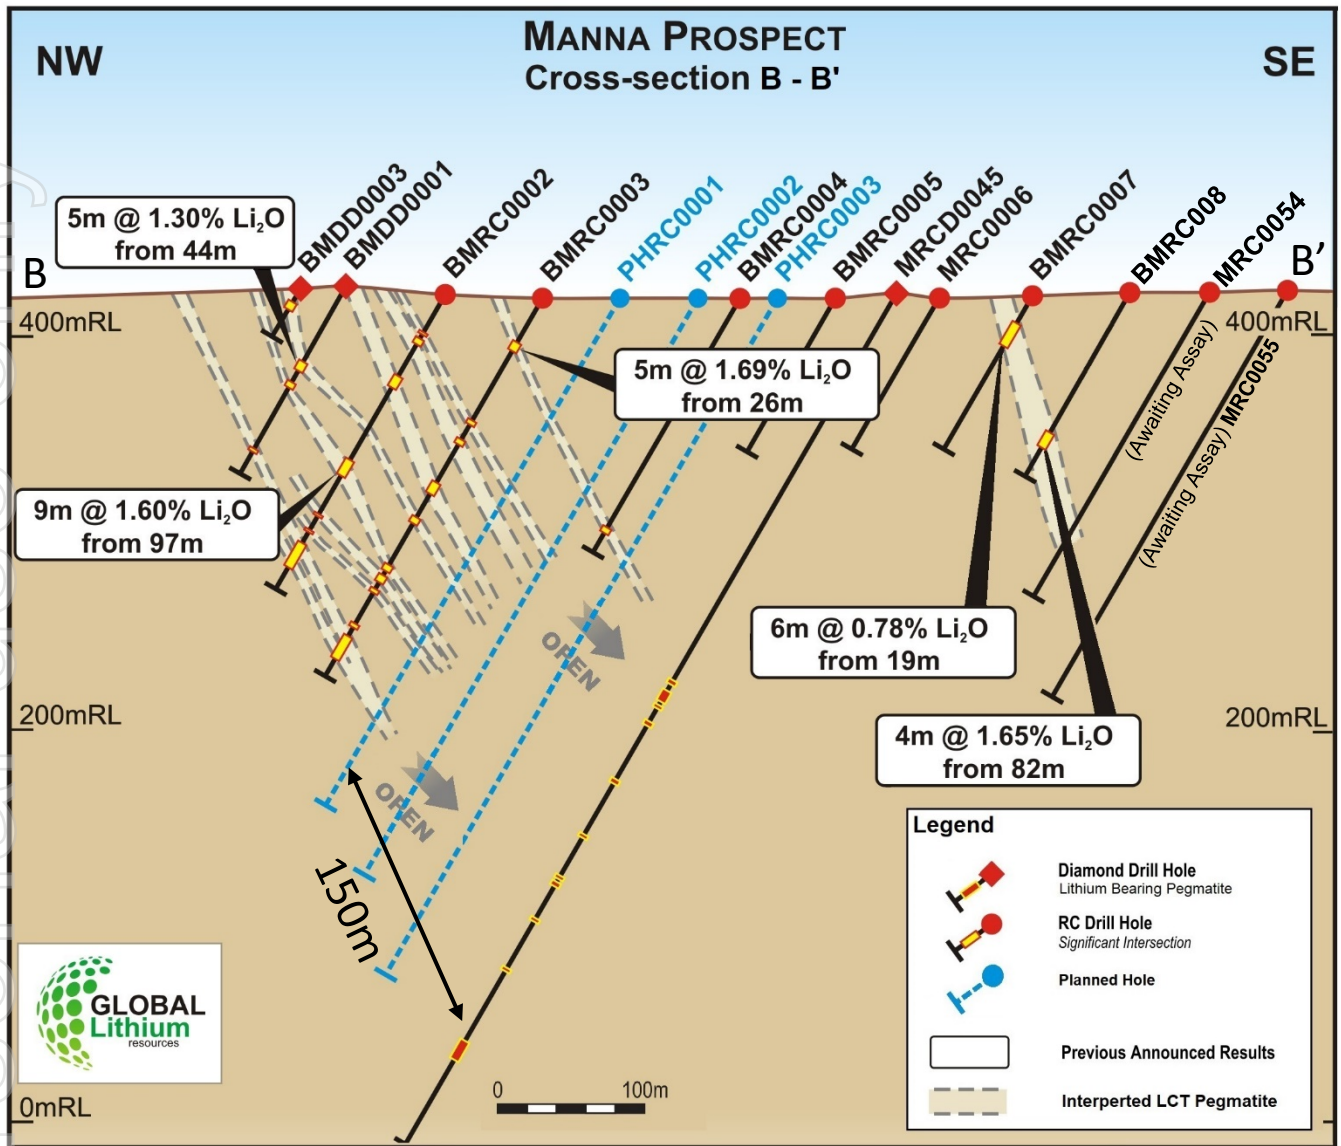 MANNA PROSPECT
Cross-section B - B'
NW
SE
BMDD0003
BMDD0001
BMRC0002
BMRC0003
PHRC0001
PHRC0002
BMRC0004
PHRC0003
BMRC0005
MRCD0045
MRC0006
BMRC0007
BMRC008
MRC0054
B
B'
5m @ 1.30% Li₂O
from 44m
400mRL
400mRL
5m @ 1.69% Li₂O
from 26m
(Awaiting Assay)
(Awaiting Assay) MRC0055
9m @ 1.60% Li₂O
from 97m
OPEN
6m @ 0.78% Li₂O
from 19m
200mRL
200mRL
4m @ 1.65% Li₂O
from 82m
OPEN
150m
Legend
Diamond Drill Hole
Lithium Bearing Pegmatite
RC Drill Hole
Significant Intersection
Planned Hole
Previous Announced Results
Interperted LCT Pegmatite
GLOBAL
Lithium
resources
0 100m
0mRL